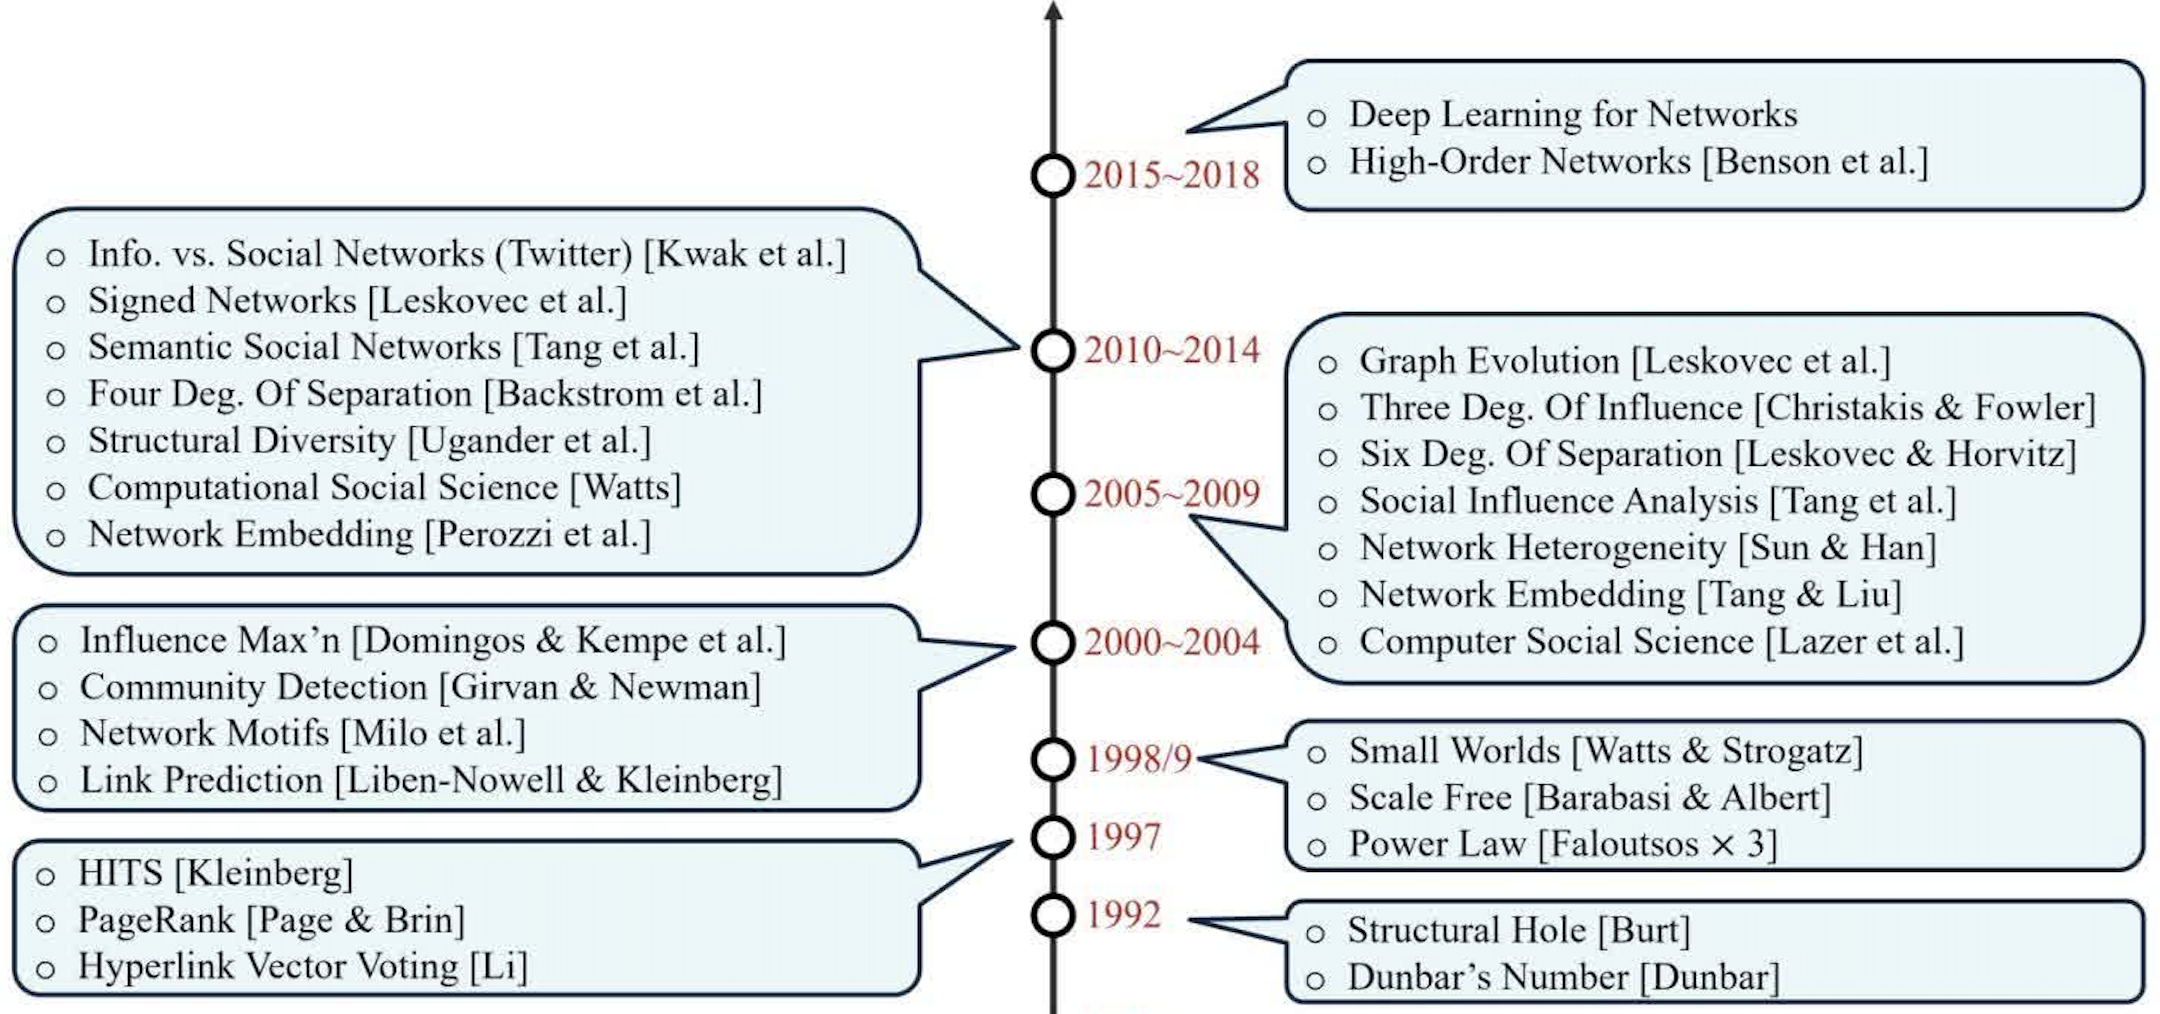 ○ Deep Learning for Networks
○ High-Order Networks [Benson et al.]
2015~2018
○ Info. vs. Social Networks (Twitter) [Kwak et al.]
○ Signed Networks [Leskovec et al.]
○ Semantic Social Networks [Tang et al.]
○ Four Deg. Of Separation [Backstrom et al.]
○ Structural Diversity [Ugander et al.]
○ Computational Social Science [Watts]
○ Network Embedding [Perozzi et al.]
2010~2014
○ Graph Evolution [Leskovec et al.]
○ Three Deg. Of Influence [Christakis & Fowler]
○ Six Deg. Of Separation [Leskovec & Horvitz]
○ Social Influence Analysis [Tang et al.]
○ Network Heterogeneity [Sun & Han]
○ Network Embedding [Tang & Liu]
○ Computer Social Science [Lazer et al.]
2005~2009
○ Influence Max’n [Domingos & Kempe et al.]
○ Community Detection [Girvan & Newman]
○ Network Motifs [Milo et al.]
○ Link Prediction [Liben-Nowell & Kleinberg]
2000~2004
1998/9
○ Small Worlds [Watts & Strogatz]
○ Scale Free [Barabasi & Albert]
○ Power Law [Faloutsos × 3]
1997
○ HITS [Kleinberg]
○ PageRank [Page & Brin]
○ Hyperlink Vector Voting [Li]
1992
○ Structural Hole [Burt]
○ Dunbar’s Number [Dunbar]